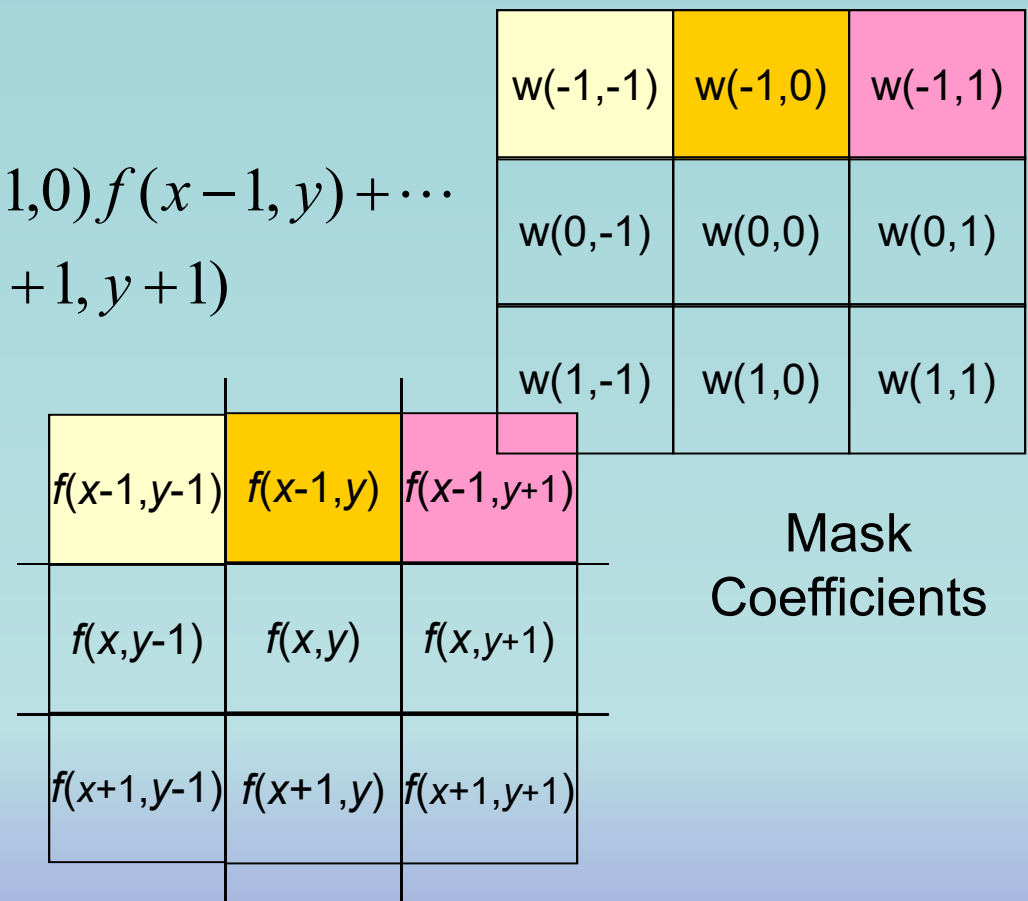 w(-1,-1) w(-1,0) w(-1,1)
1,0) f(x−1, y) + ⋯
w(0,-1) w(0,0) w(0,1)
+1, y +1)
w(1,-1) w(1,0) w(1,1)
f(x-1,y-1) f(x-1,y) f(x-1,y+1)
Mask
Coefficients
f(x,y-1) f(x,y) f(x,y+1)
f(x+1,y-1) f(x+1,y) f(x+1,y+1)